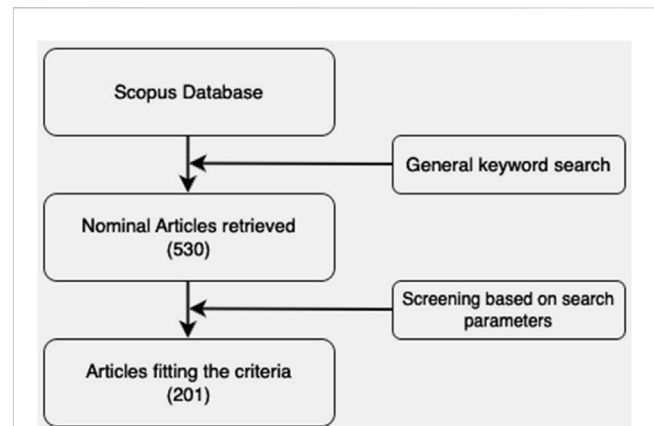 Scopus Database
General keyword search
Nominal Articles retrieved
(530)
Screening based on search
parameters
Articles fitting the criteria
(201)